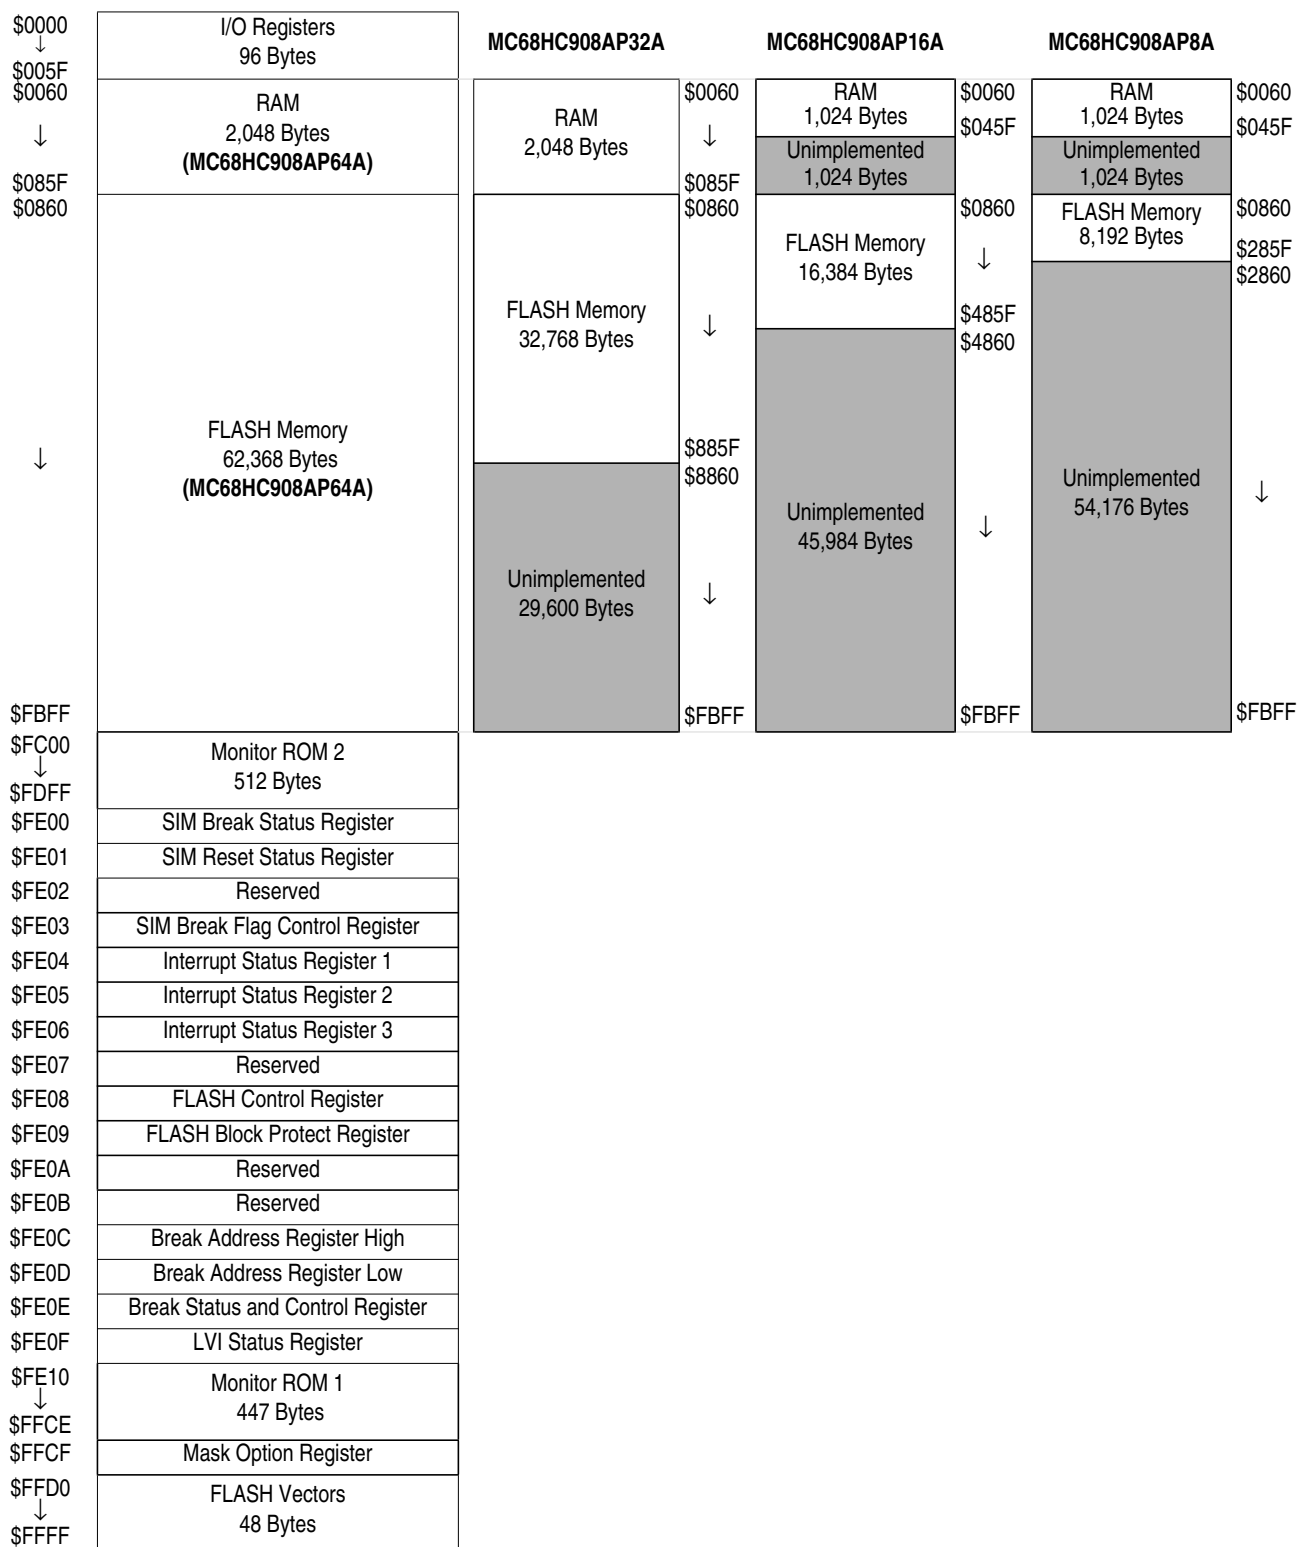 $0000
↓
$005F
I/O Registers
96 Bytes
MC68HC908AP32A
MC68HC908AP16A
MC68HC908AP8A
$0060
↓
$085F
RAM
2,048 Bytes
(MC68HC908AP64A)
RAM
2,048 Bytes
$0060
↓
$085F
RAM
1,024 Bytes
$0060
$045F
Unimplemented
1,024 Bytes
RAM
1,024 Bytes
$0060
$045F
Unimplemented
1,024 Bytes
$0860
↓
$FBFF
FLASH Memory
62,368 Bytes
(MC68HC908AP64A)
FLASH Memory
32,768 Bytes
$0860
↓
$885F
Unimplemented
29,600 Bytes
$8860
↓
$FBFF
FLASH Memory
16,384 Bytes
$0860
↓
$485F
Unimplemented
45,984 Bytes
$4860
↓
$FBFF
FLASH Memory
8,192 Bytes
$0860
$285F
Unimplemented
54,176 Bytes
$2860
↓
$FBFF
$FC00
↓
$FDFF
Monitor ROM 2
512 Bytes
$FE00 SIM Break Status Register
$FE01 SIM Reset Status Register
$FE02 Reserved
$FE03 SIM Break Flag Control Register
$FE04 Interrupt Status Register 1
$FE05 Interrupt Status Register 2
$FE06 Interrupt Status Register 3
$FE07 Reserved
$FE08 FLASH Control Register
$FE09 FLASH Block Protect Register
$FE0A Reserved
$FE0B Reserved
$FE0C Break Address Register High
$FE0D Break Address Register Low
$FE0E Break Status and Control Register
$FE0F LVI Status Register
$FE10
↓
$FFCE
Monitor ROM 1
447 Bytes
$FFCF Mask Option Register
$FFD0
↓
$FFFF
FLASH Vectors
48 Bytes